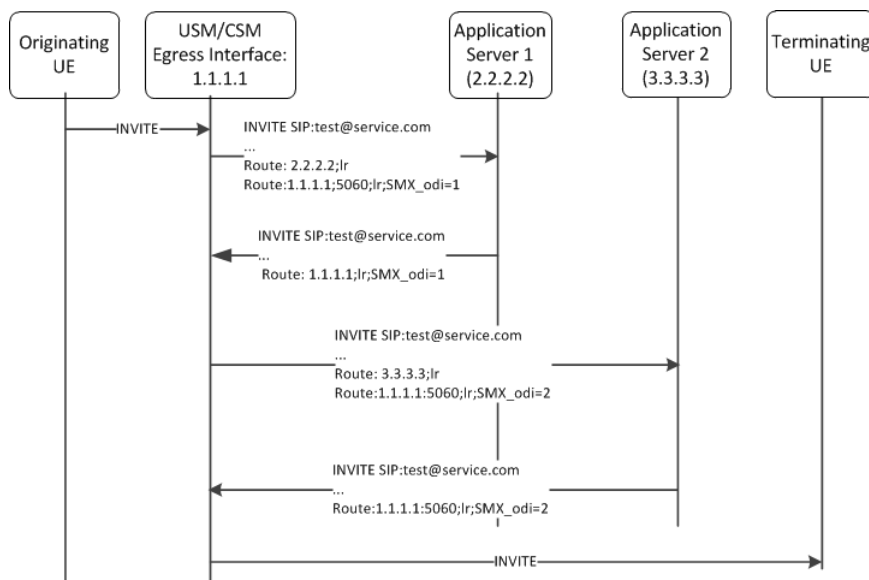 Originating
UE
USM/CSM
Egress Interface:
1.1.1.1
Application
Server 1
(2.2.2.2)
Application
Server 2
(3.3.3.3)
Terminating
UE
INVITE
INVITE SIP:test@service.com
...
Route: 2.2.2.2;lr
Route:1.1.1.1;5060;lr;SMX_odi=1
INVITE SIP:test@service.com
...
Route: 1.1.1.1;lr;SMX_odi=1
INVITE SIP:test@service.com
...
Route: 3.3.3.3;lr
Route:1.1.1.1:5060;lr;SMX_odi=2
INVITE SIP:test@service.com
...
Route:1.1.1.1:5060;lr;SMX_odi=2
INVITE